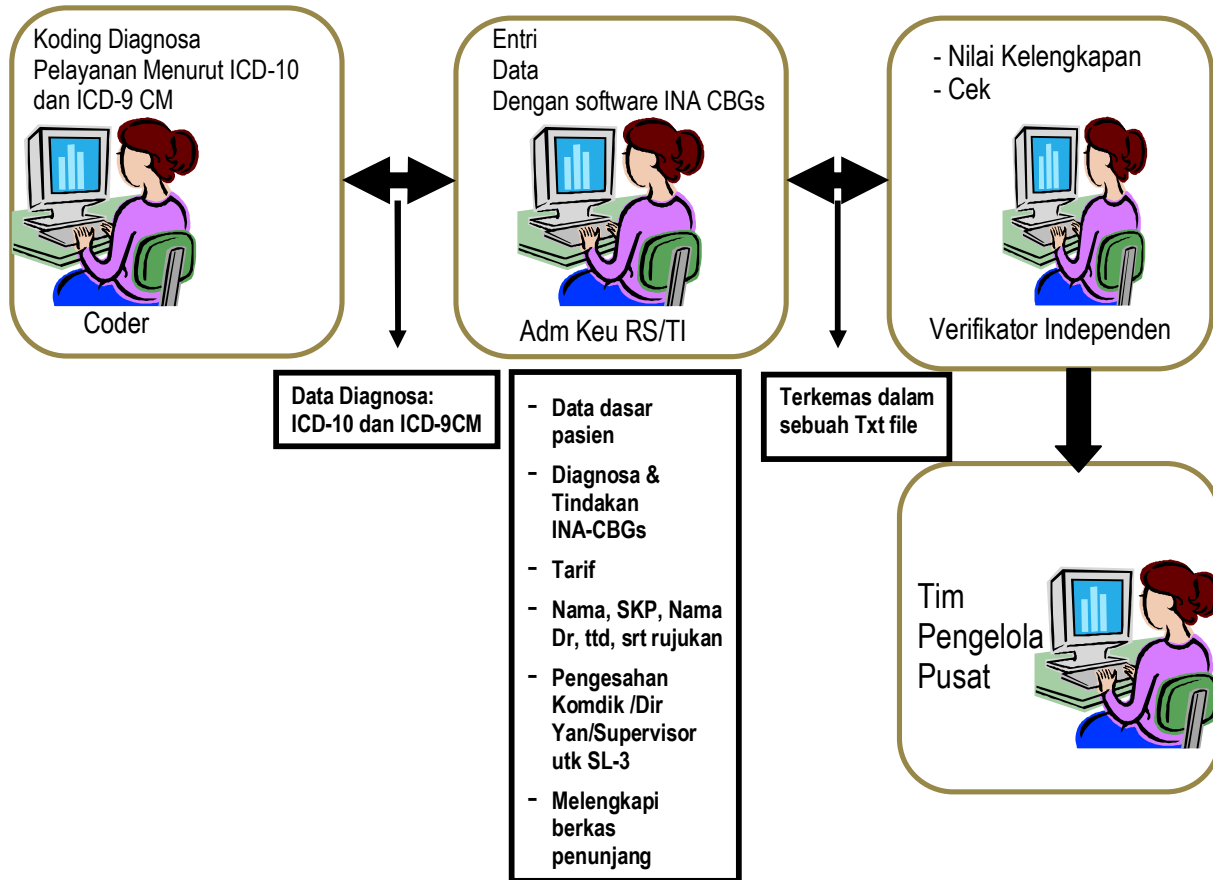 Koding Diagnosa
Pelayanan Menurut ICD-10
dan ICD-9 CM
Coder
Entri
Data
Dengan software INA CBGs
Adm Keu RS/TI
- Nilai Kelengkapan
- Cek
Verifikator Independen
Data Diagnosa:
ICD-10 dan ICD-9CM
- Data dasar
pasien
- Diagnosa &
Tindakan
INA-CBGs
- Tarif
- Nama, SKP, Nama
Dr, ttd, srt rujukan
- Pengesahan
Komdik /Dir
Yan/Supervisor
utk SL-3
- Melengkapi
berkas
penunjang
Terkemas dalam
sebuah Txt file
Tim
Pengelola
Pusat